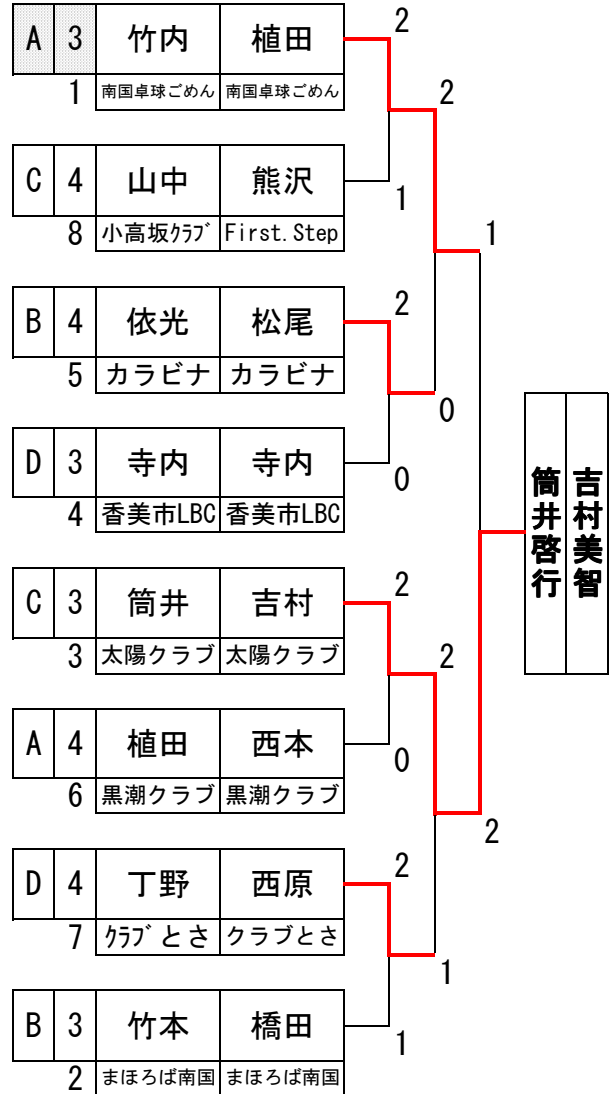 A 3 竹内 植田 2
1 南国卓球ごめん 南国卓球ごめん 2
C 4 山中 熊沢 1
8 小高坂ｸﾗﾌﾞ First.Step 1
B 4 依光 松尾 2
5 カラビナ カラビナ 0
D 3 寺内 寺内 0
4 香美市LBC 香美市LBC
筒井啓行 吉村美智
C 3 筒井 吉村 2
3 太陽クラブ 太陽クラブ 2
A 4 植田 西本 0
6 黒潮クラブ 黒潮クラブ 2
D 4 丁野 西原 2
7 ｸﾗﾌﾞとさ クラブとさ 1
B 3 竹本 橋田 1
2 まほろば南国 まほろば南国